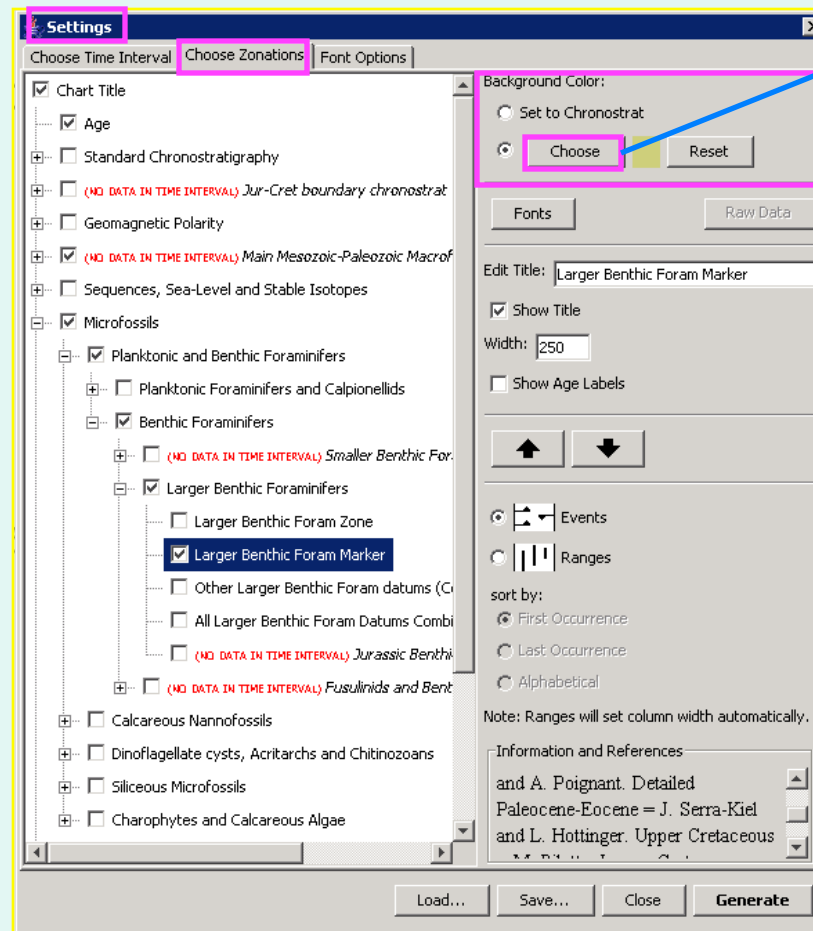 Settings
Choose Time Interval Choose Zonations Font Options
Chart Title
Age
Standard Chronostratigraphy
(NO DATA IN TIME INTERVAL) Jur-Cret boundary chronostrat
Geomagnetic Polarity
(NO DATA IN TIME INTERVAL) Main Mesozoic-Paleozoic Macrof
Sequences, Sea-Level and Stable Isotopes
Microfossils
Planktonic and Benthic Foraminifers
Planktonic Foraminifers and Calpionellids
Benthic Foraminifers
(NO DATA IN TIME INTERVAL) Smaller Benthic For
Larger Benthic Foraminifers
Larger Benthic Foram Zone
Larger Benthic Foram Marker
Other Larger Benthic Foram datums (C
All Larger Benthic Foram Datums Combi
(NO DATA IN TIME INTERVAL) Jurassic Benthi
(NO DATA IN TIME INTERVAL) Fusulinids and Bent
Calcareous Nannofossils
Dinoflagellate cysts, Acritarchs and Chitinozoans
Siliceous Microfossils
Charophytes and Calcareous Algae
Background Color:
Set to Chronostrat
Choose Reset
Fonts Raw Data
Edit Title: Larger Benthic Foram Marker
Show Title
Width: 250
Show Age Labels
Events
Ranges
sort by:
First Occurrence
Last Occurrence
Alphabetical
Note: Ranges will set column width automatically.
Information and References
and A. Poignant. Detailed
Paleocene-Eocene = J. Serra-Kiel
and L. Hottinger. Upper Cretaceous
Load... Save... Close Generate